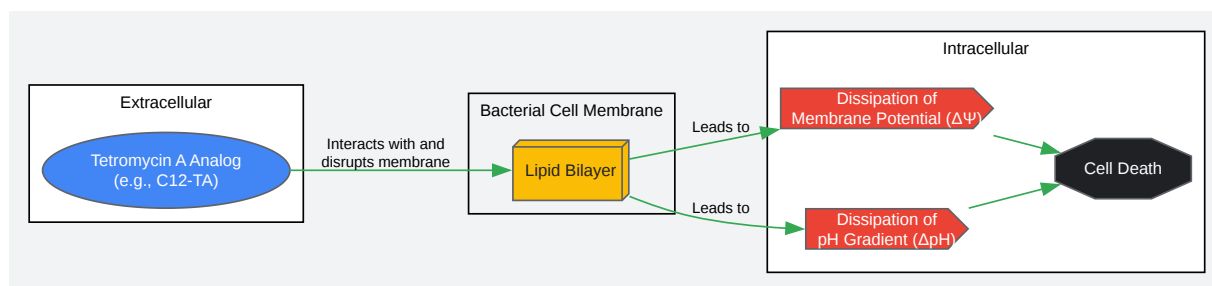 Extracellular
Tetromycin A Analog
(e.g., C12-TA)
Interacts with and
disrupts membrane
Bacterial Cell Membrane
Lipid Bilayer
Leads to
Leads to
Intracellular
Dissipation of
Membrane Potential (ΔΨ)
Dissipation of
pH Gradient (ΔpH)
Cell Death